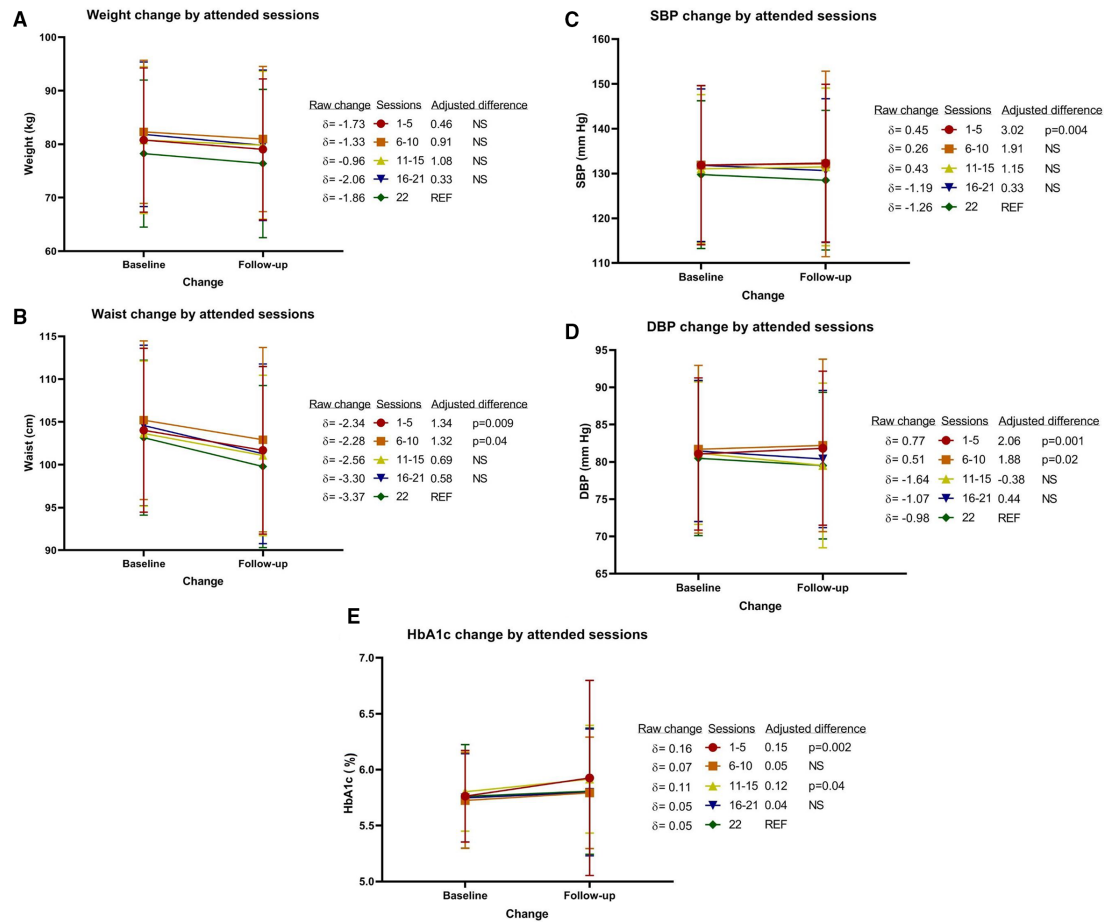 A
Weight change by attended sessions
100
90
80
70
60
Weight (kg)
Baseline
Follow-up
Change
Raw change Sessions Adjusted difference
δ= -1.73 1-5 0.46 NS
δ= -1.33 6-10 0.91 NS
δ= -0.96 11-15 1.08 NS
δ= -2.06 16-21 0.33 NS
δ= -1.86 22 REF
B
Waist change by attended sessions
115
110
105
100
95
90
Waist (cm)
Baseline
Follow-up
Change
Raw change Sessions Adjusted difference
δ= -2.34 1-5 1.34 p=0.009
δ= -2.28 6-10 1.32 p=0.04
δ= -2.56 11-15 0.69 NS
δ= -3.30 16-21 0.58 NS
δ= -3.37 22 REF
C
SBP change by attended sessions
160
150
140
130
120
110
SBP (mm Hg)
Baseline
Follow-up
Change
Raw change Sessions Adjusted difference
δ= 0.45 1-5 3.02 p=0.004
δ= 0.26 6-10 1.91 NS
δ= 0.43 11-15 1.15 NS
δ= -1.19 16-21 0.33 NS
δ= -1.26 22 REF
D
DBP change by attended sessions
95
90
85
80
75
70
65
DBP (mm Hg)
Baseline
Follow-up
Change
Raw change Sessions Adjusted difference
δ= 0.77 1-5 2.06 p=0.001
δ= 0.51 6-10 1.88 p=0.02
δ= -1.64 11-15 -0.38 NS
δ= -1.07 16-21 0.44 NS
δ= -0.98 22 REF
E
HbA1c change by attended sessions
7.0
6.5
6.0
5.5
5.0
HbA1c ( %)
Baseline
Follow-up
Change
Raw change Sessions Adjusted difference
δ= 0.16 1-5 0.15 p=0.002
δ= 0.07 6-10 0.05 NS
δ= 0.11 11-15 0.12 p=0.04
δ= 0.05 16-21 0.04 NS
δ= 0.05 22 REF